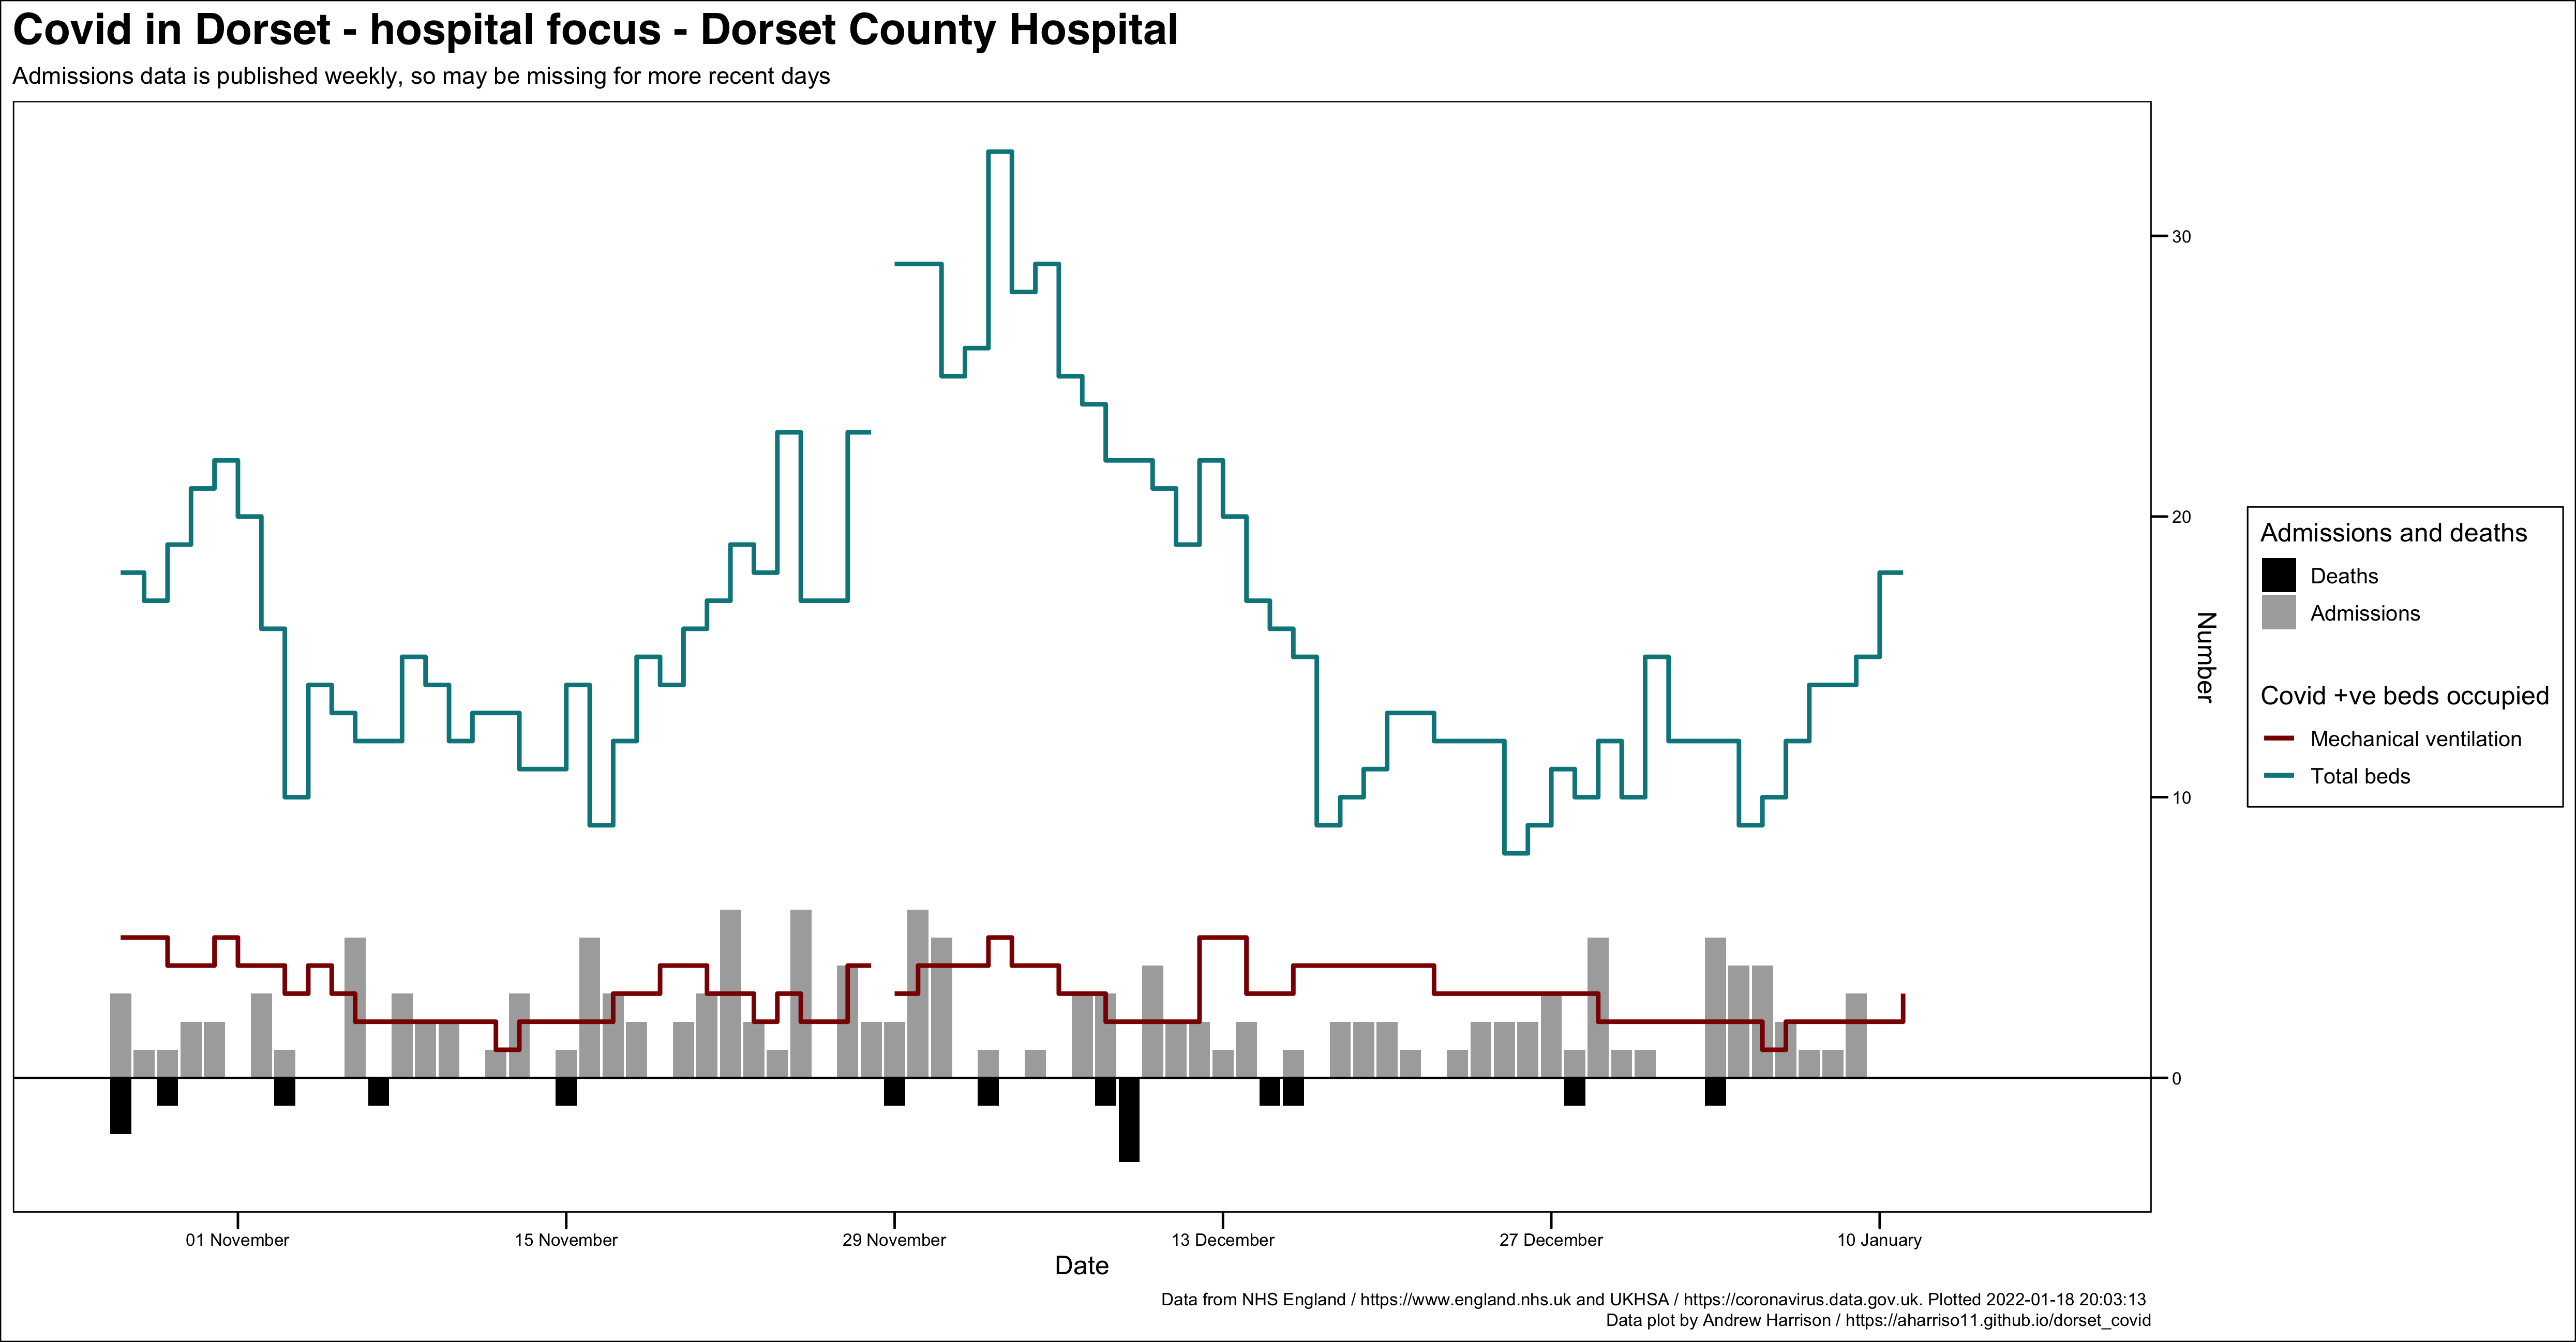 Covid in Dorset - hospital focus - Dorset County Hospital
Admissions data is published weekly, so may be missing for more recent days
30
20
10
0
Number
Admissions and deaths
Deaths
Admissions
Covid +ve beds occupied
Mechanical ventilation
Total beds
01 November
15 November
29 November
13 December
27 December
10 January
Date
Data from NHS England / https://www.england.nhs.uk and UKHSA / https://coronavirus.data.gov.uk. Plotted 2022-01-18 20:03:13
Data plot by Andrew Harrison / https://aharriso11.github.io/dorset_covid